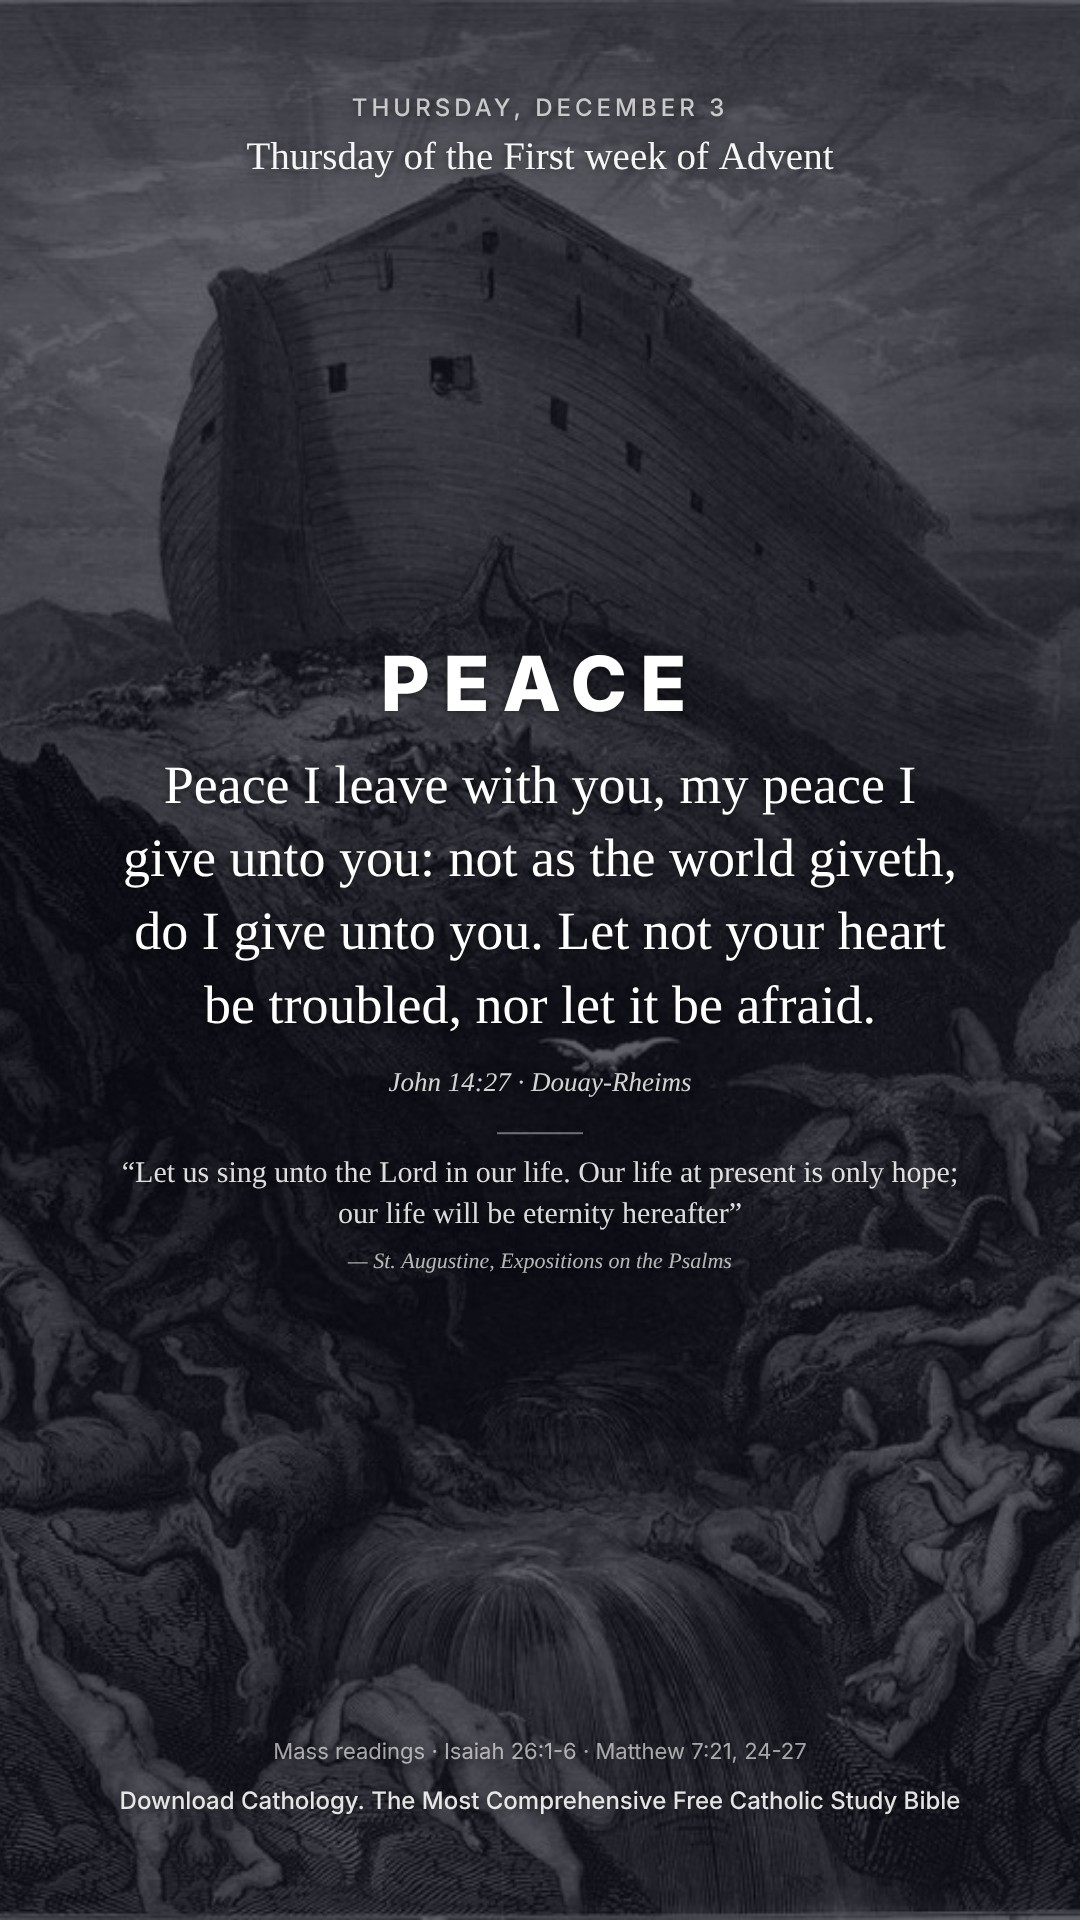 THURSDAY, DECEMBER 3
Thursday of the First week of Advent
PEACE
Peace I leave with you, my peace I
give unto you: not as the world giveth,
do I give unto you. Let not your heart
be troubled, nor let it be afraid.
John 14:27 · Douay-Rheims
“Let us sing unto the Lord in our life. Our life at present is only hope;
our life will be eternity hereafter”
— St. Augustine, Expositions on the Psalms
Mass readings · Isaiah 26:1-6 · Matthew 7:21, 24-27
Download Cathology. The Most Comprehensive Free Catholic Study Bible